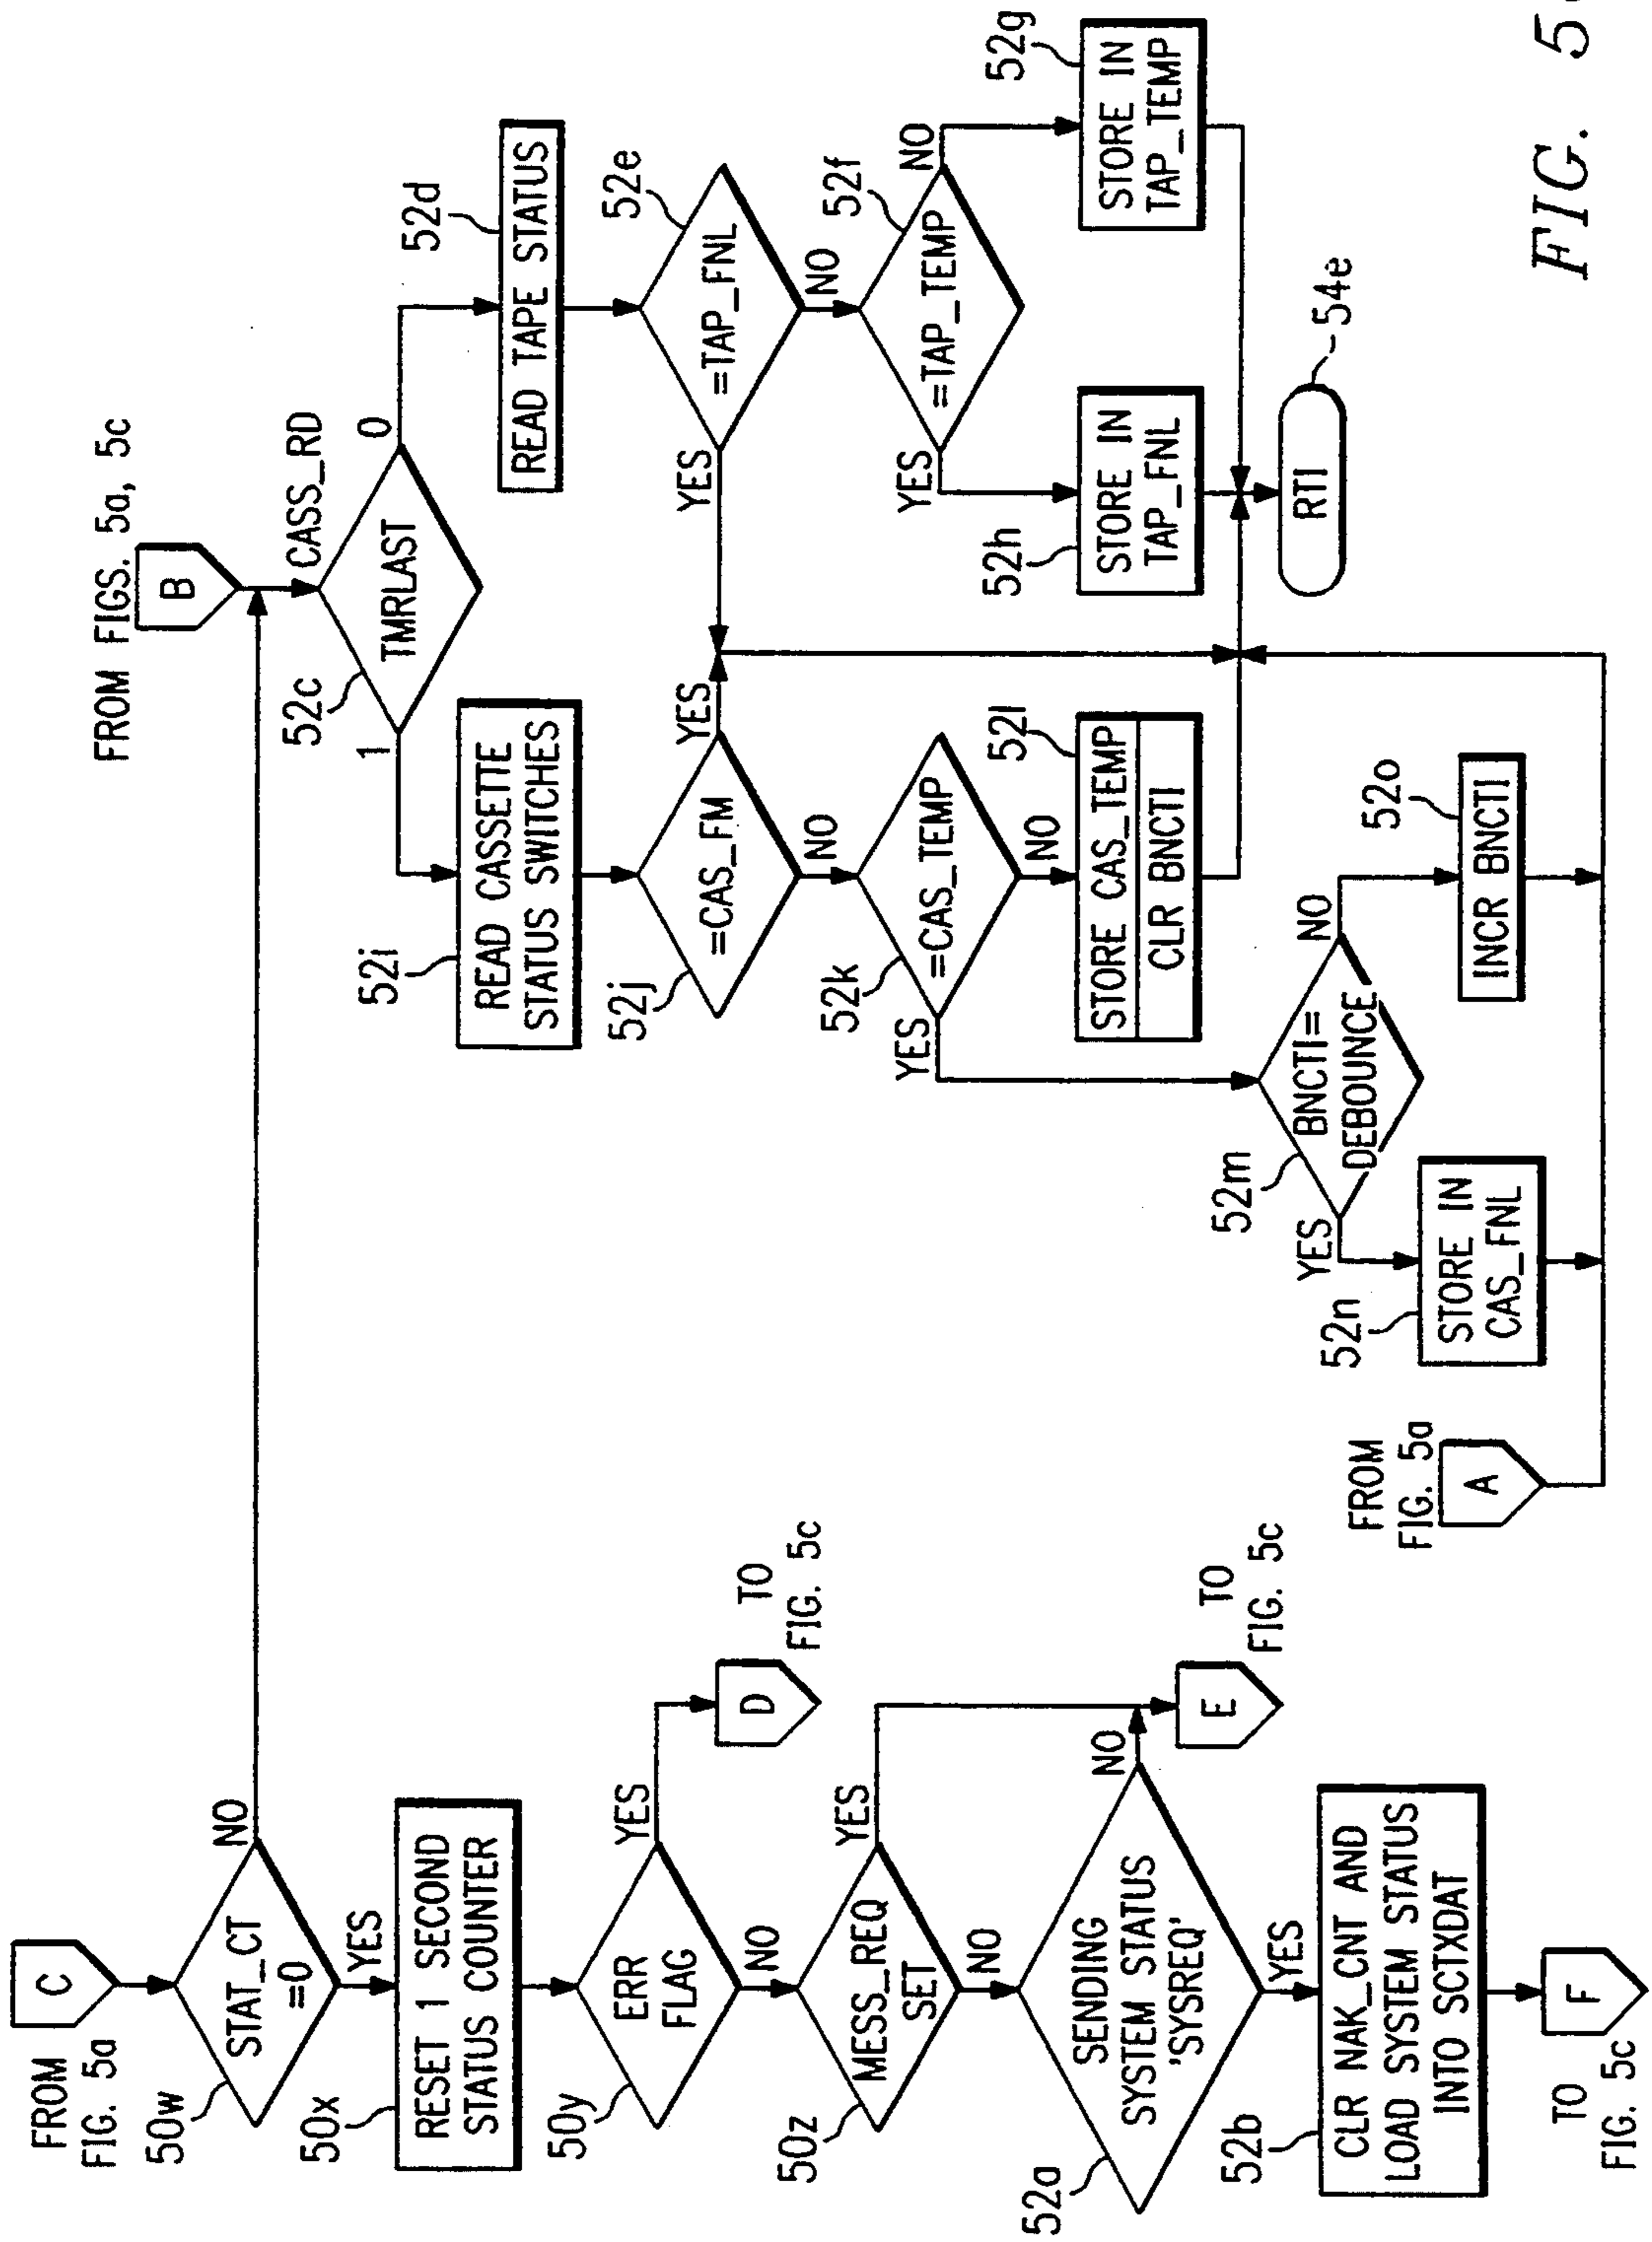 FROM
FIG. 5a
C
50w
STAT_CT
=0
NO
YES
50x
RESET 1 SECOND
STATUS COUNTER
50y
ERR
FLAG
YES
NO
D
TO
FIG. 5c
50z
MESS_REQ
SET
YES
NO
52a
SENDING
SYSTEM STATUS
'SYSREQ'
NO
YES
E
TO
FIG. 5c
52b
CLR NAK_CNT AND
LOAD SYSTEM STATUS
INTO SCTXDAT
F
TO
FIG. 5c
FROM FIGS. 5a, 5c
B
CASS_RD
52c
TMRLAST
1
0
52i
READ CASSETTE
STATUS SWITCHES
52j
=CAS_FM
YES
NO
52k
=CAS_TEMP
YES
NO
52l
STORE CAS_TEMP
CLR BNCTI
52m
BNCTI=
DEBOUNCE
YES
NO
52n
STORE IN
CAS_FNL
52o
INCR BNCTI
FROM
FIG. 5a
A
52d
READ TAPE STATUS
52e
=TAP_FNL
YES
NO
52f
=TAP_TEMP
YES
NO
52h
STORE IN
TAP_FNL
52g
STORE IN
TAP_TEMP
RTI
54e
FIG. 5